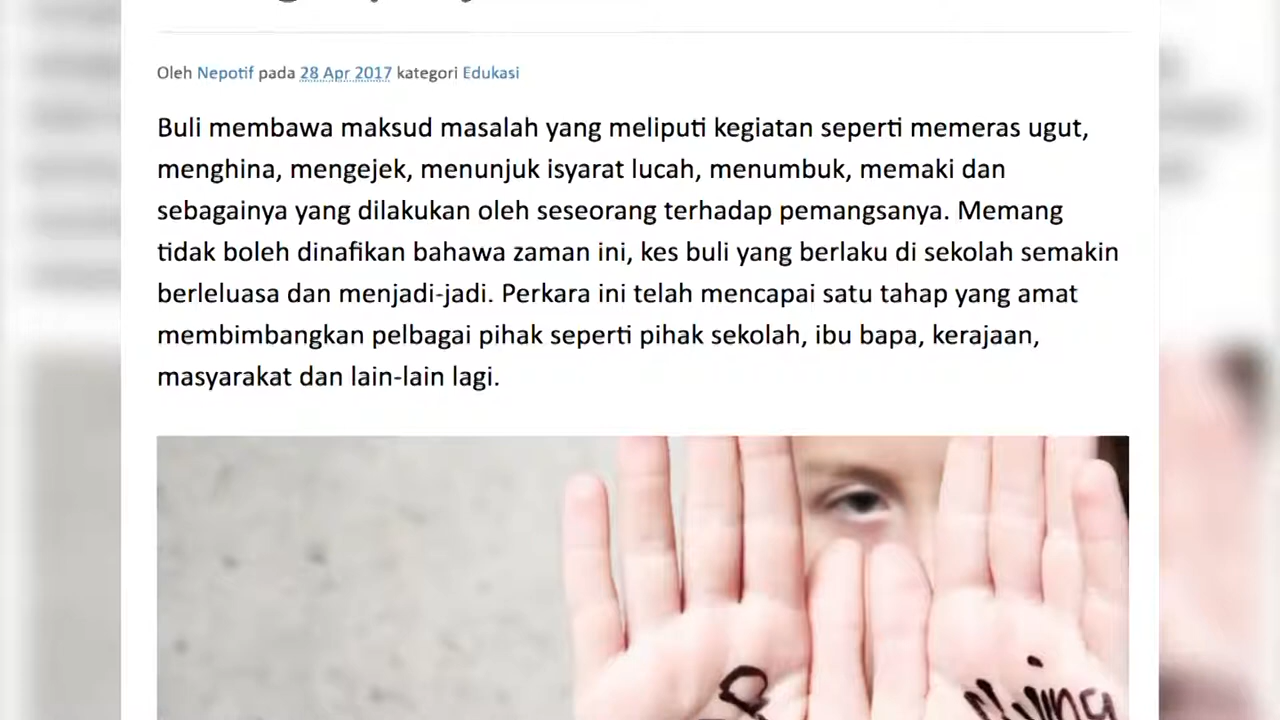 Oleh Nepotif pada 28 Apr 2017 kategori Edukasi
Buli membawa maksud masalah yang meliputi kegiatan seperti memeras ugut,
menghina, mengejek, menunjuk isyarat lucah, menumbuk, memaki dan
sebagainya yang dilakukan oleh seseorang terhadap pemangsanya. Memang
tidak boleh dinafikan bahawa zaman ini, kes buli yang berlaku di sekolah semakin
berleluasa dan menjadi-jadi. Perkara ini telah mencapai satu tahap yang amat
membimbangkan pelbagai pihak seperti pihak sekolah, ibu bapa, kerajaan,
masyarakat dan lain-lain lagi.